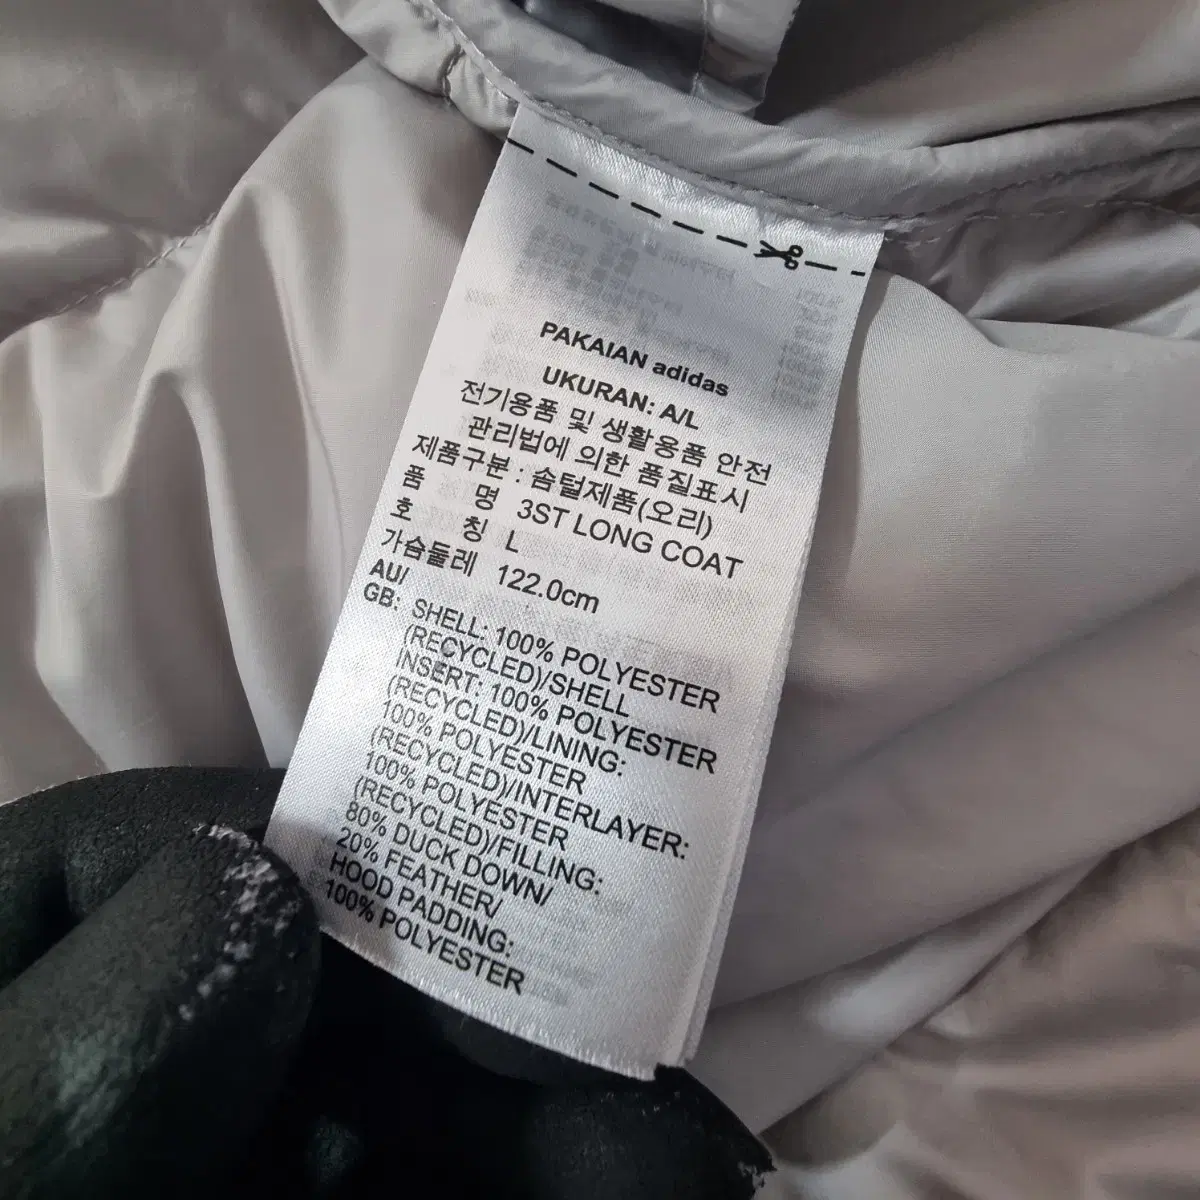 PAKAIAN adidas
UKURAN: A/L
전기용품 및 생활용품 안전
관리법에 의한 품질표시
제품구분 : 솜털제품(오리)
품 명 3ST LONG COAT
호 칭 L
가슴둘레 122.0cm
AU/
GB: SHELL: 100% POLYESTER
(RECYCLED)/SHELL
INSERT: 100% POLYESTER
(RECYCLED)/LINING:
100% POLYESTER
(RECYCLED)/INTERLAYER:
100% POLYESTER
(RECYCLED)/FILLING:
80% DUCK DOWN/
20% FEATHER/
HOOD PADDING:
100% POLYESTER